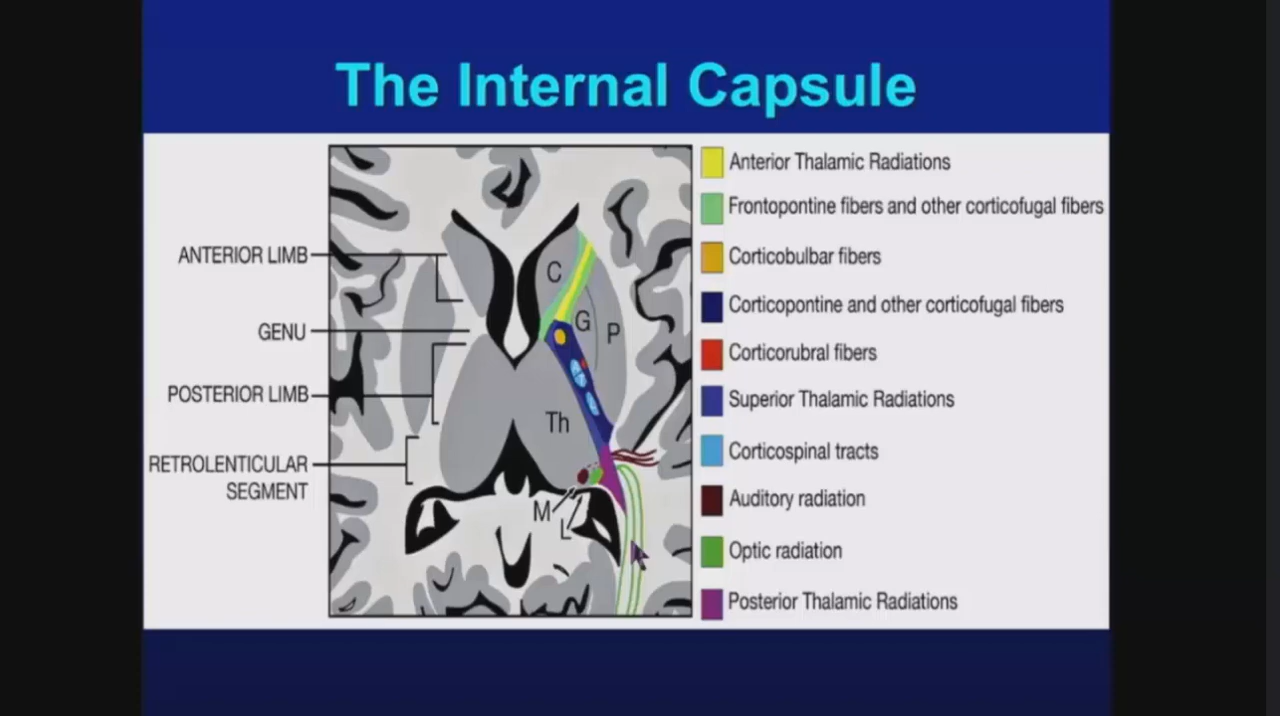 The Internal Capsule
ANTERIOR LIMB
GENU
POSTERIOR LIMB
RETROLENTICULAR
SEGMENT
C
G
P
Th
M
L
Anterior Thalamic Radiations
Frontopontine fibers and other corticofugal fibers
Corticobulbar fibers
Corticopontine and other corticofugal fibers
Corticorubral fibers
Superior Thalamic Radiations
Corticospinal tracts
Auditory radiation
Optic radiation
Posterior Thalamic Radiations